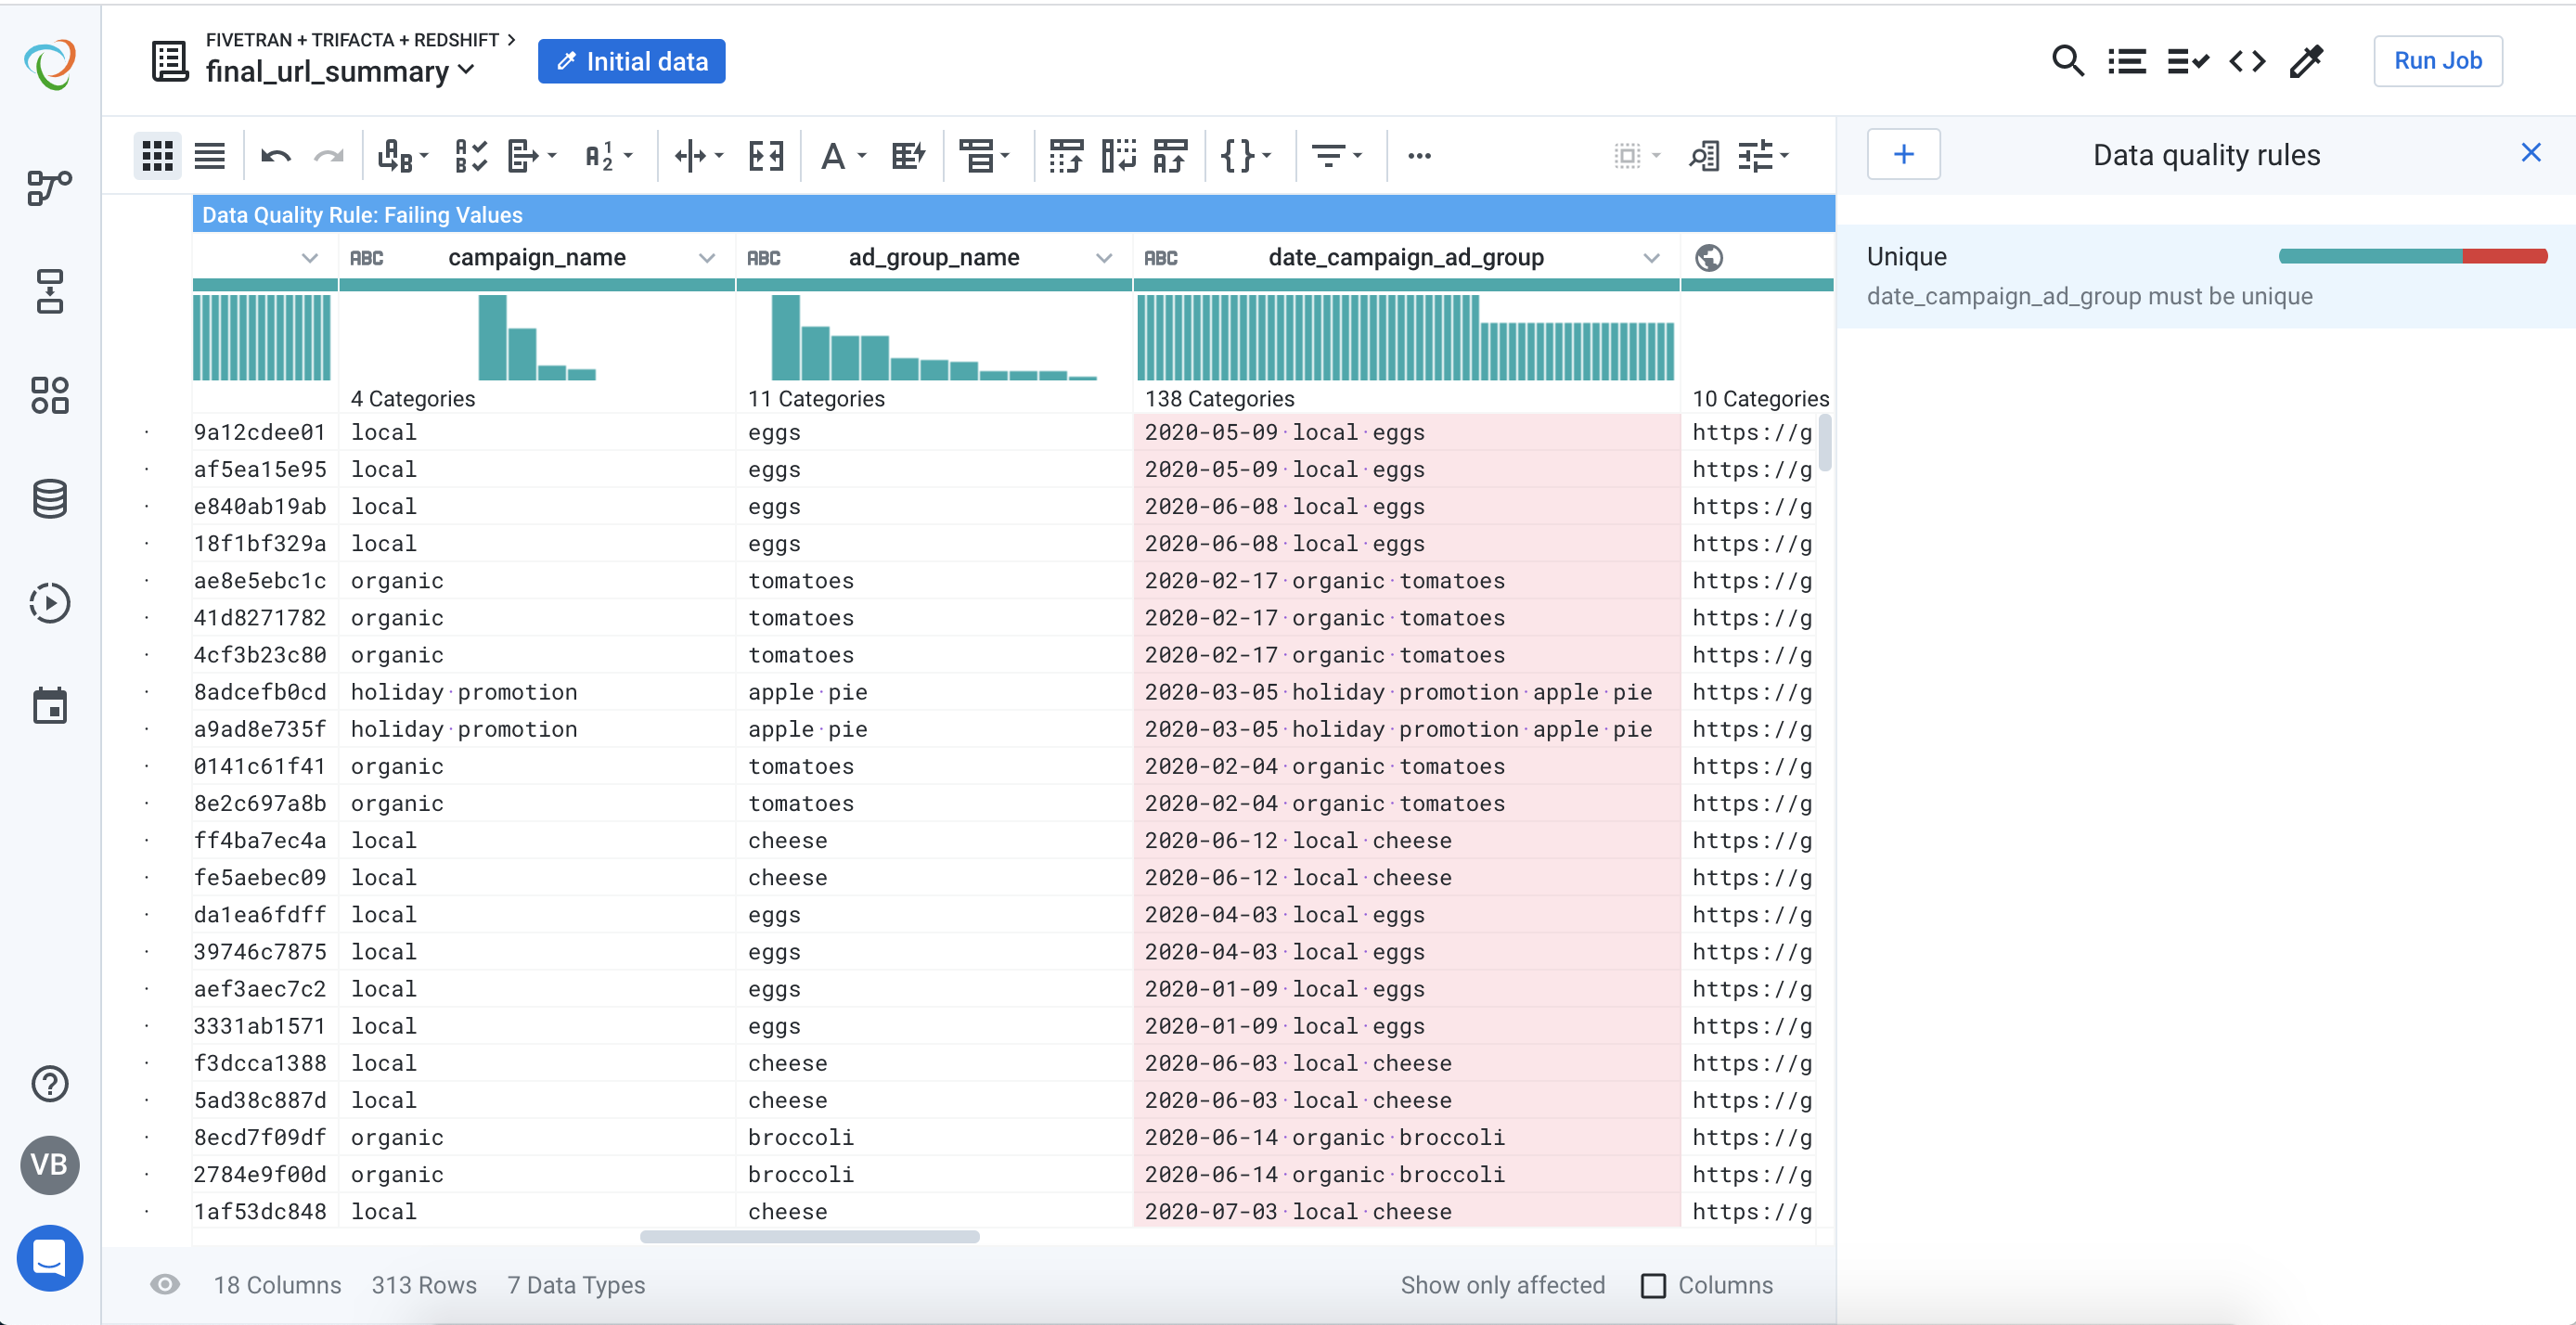 FIVETRAN + TRIFACTA + REDSHIFT
final_url_summary
Initial data
Run Job
Data quality rules
Data Quality Rule: Failing Values
ABC campaign_name ABC ad_group_name ABC date_campaign_ad_group
Unique
date_campaign_ad_group must be unique
4 Categories 11 Categories 138 Categories 10 Categories
9a12cdee01 local eggs 2020-05-09 local eggs https://g
af5ea15e95 local eggs 2020-05-09 local eggs https://g
e840ab19ab local eggs 2020-06-08 local eggs https://g
18f1bf329a local eggs 2020-06-08 local eggs https://g
ae8e5ebc1c organic tomatoes 2020-02-17 organic tomatoes https://g
41d8271782 organic tomatoes 2020-02-17 organic tomatoes https://g
4cf3b23c80 organic tomatoes 2020-02-17 organic tomatoes https://g
8adcefb0cd holiday promotion apple pie 2020-03-05 holiday promotion apple pie https://g
a9ad8e735f holiday promotion apple pie 2020-03-05 holiday promotion apple pie https://g
0141c61f41 organic tomatoes 2020-02-04 organic tomatoes https://g
8e2c697a8b organic tomatoes 2020-02-04 organic tomatoes https://g
ff4ba7ec4a local cheese 2020-06-12 local cheese https://g
fe5aebec09 local cheese 2020-06-12 local cheese https://g
da1ea6fdff local eggs 2020-04-03 local eggs https://g
39746c7875 local eggs 2020-04-03 local eggs https://g
aef3aec7c2 local eggs 2020-01-09 local eggs https://g
3331ab1571 local eggs 2020-01-09 local eggs https://g
f3dcca1388 local cheese 2020-06-03 local cheese https://g
5ad38c887d local cheese 2020-06-03 local cheese https://g
8ecd7f09df organic broccoli 2020-06-14 organic broccoli https://g
2784e9f00d organic broccoli 2020-06-14 organic broccoli https://g
1af53dc848 local cheese 2020-07-03 local cheese https://g
VB
18 Columns 313 Rows 7 Data Types Show only affected Columns